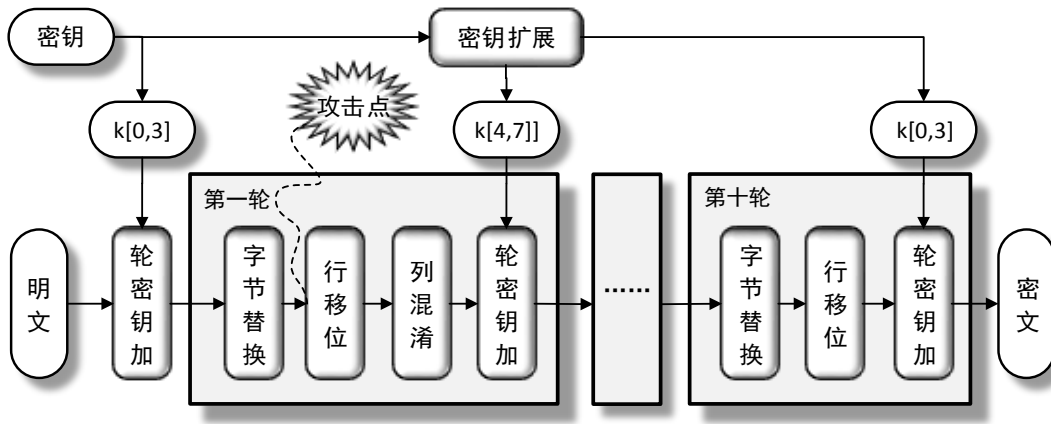 密钥
密钥扩展
攻击点
k[0,3]
k[4,7]]
k[0,3]
第一轮
第十轮
明文
轮密钥加
字节替换
行移位
列混淆
轮密钥加
……
字节替换
行移位
轮密钥加
密文